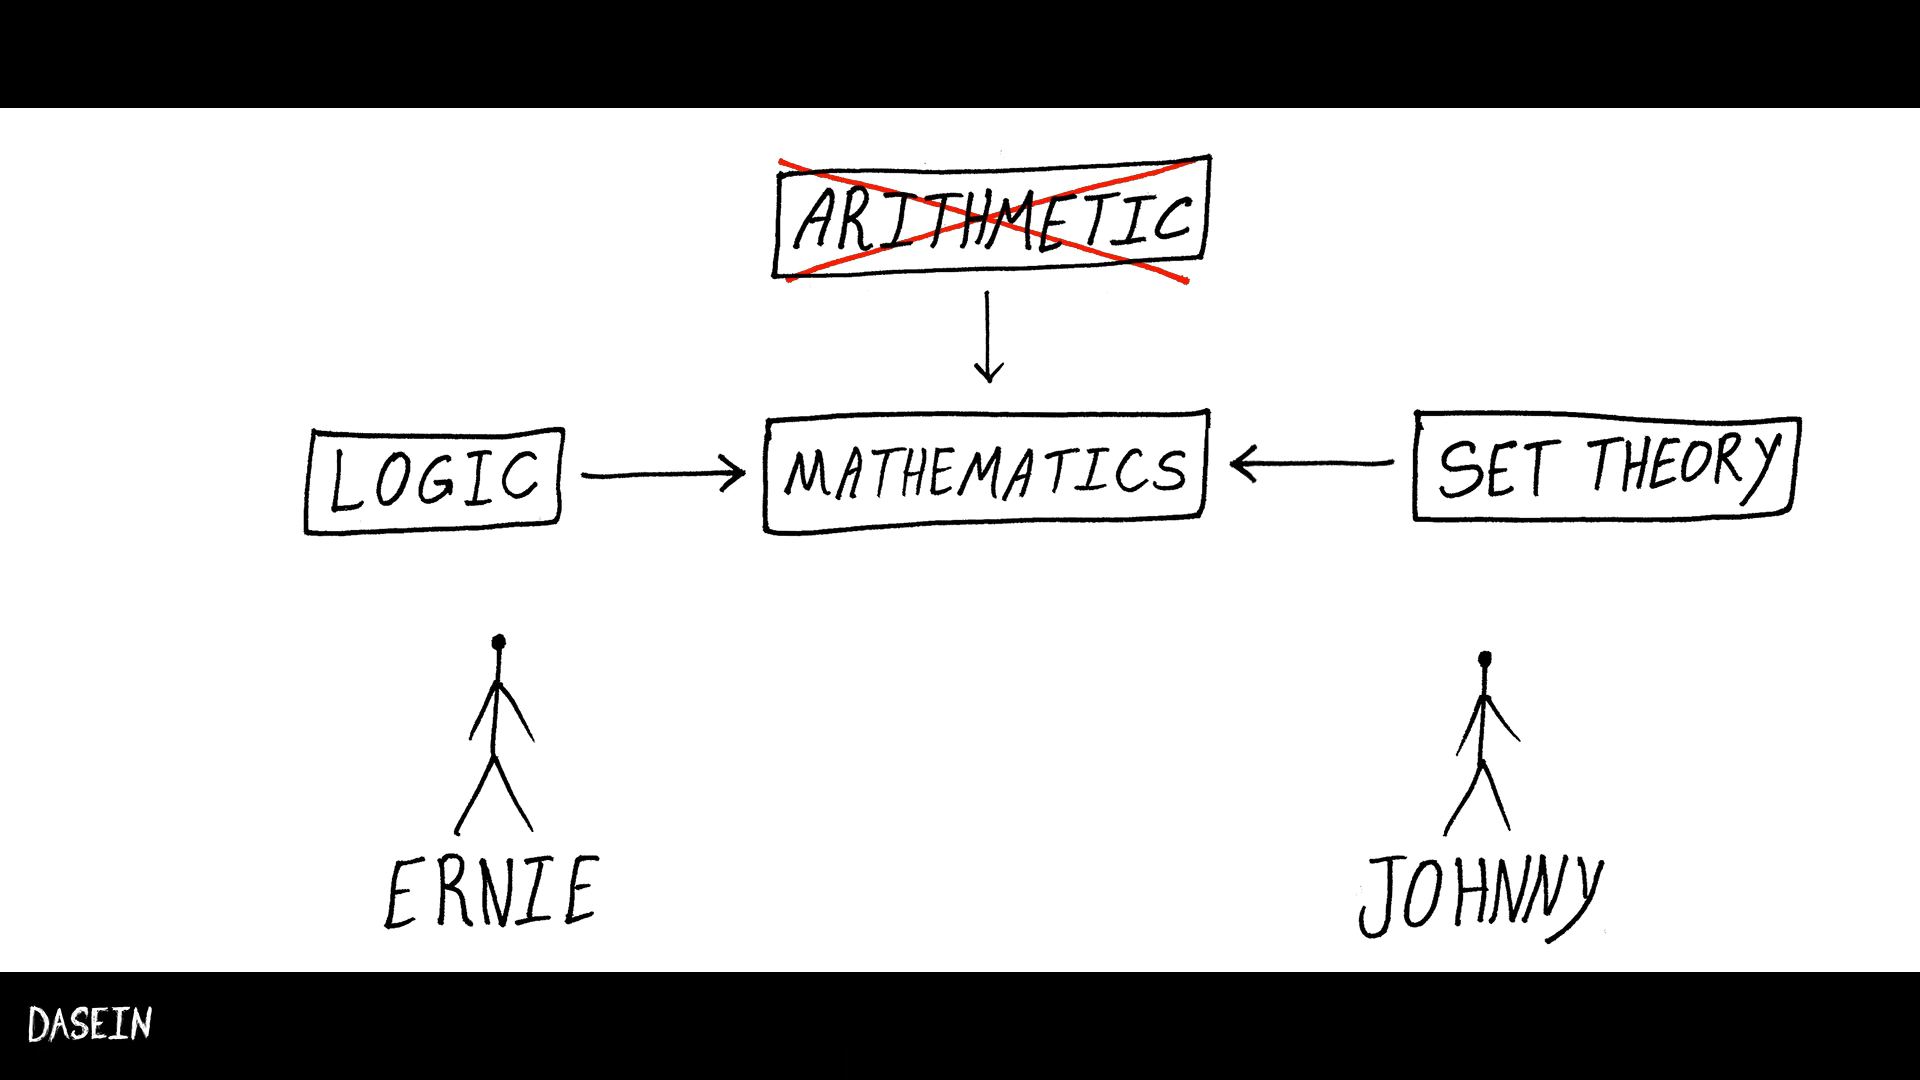 ARITHMETIC
LOGIC
MATHEMATICS
SET THEORY
ERNIE
JOHNNY
DASEIN